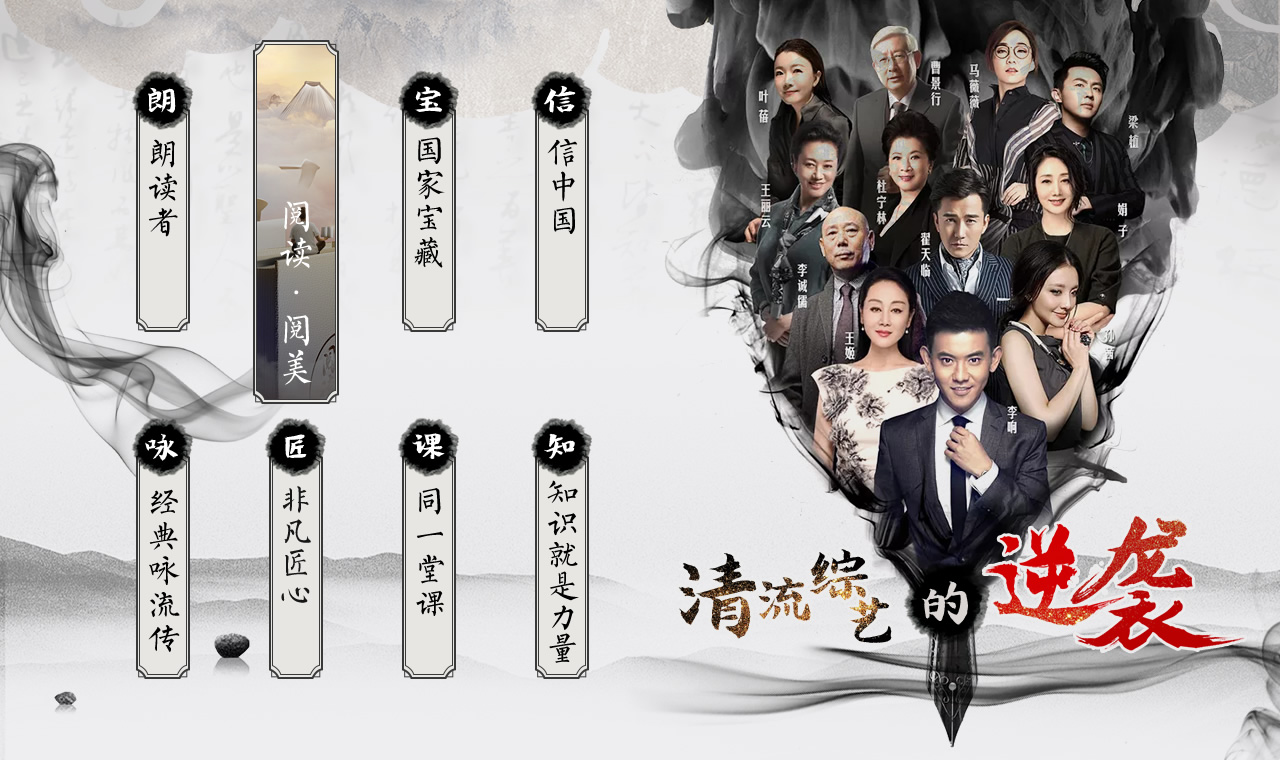 朗
朗读者
阅读·阅美
宝
国家宝藏
信
信中国
咏
经典咏流传
匠
非凡匠心
课
同一堂课
知
知识就是力量
叶蓓
曹景行
马薇薇
梁植
王丽云
杜宁林
娟子
李诚儒
翟天临
王姬
孙茜
李响
清流综艺的逆袭